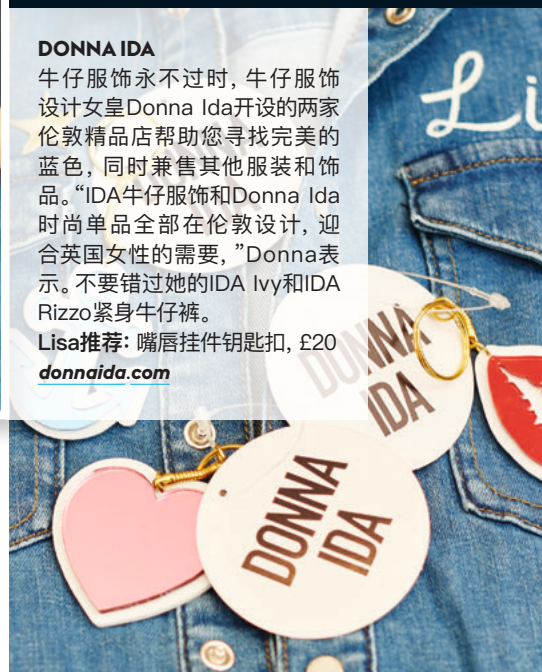 DONNA IDA
牛仔服饰永不过时, 牛仔服饰
设计女皇Donna Ida开设的两家
伦敦精品店帮助您寻找完美的
蓝色, 同时兼售其他服装和饰
品。“IDA牛仔服饰和Donna Ida
时尚单品全部在伦敦设计, 迎
合英国女性的需要, ”Donna表
示。不要错过她的IDA Ivy和IDA
Rizzo紧身牛仔裤。
Lisa推荐: 嘴唇挂件钥匙扣, £20
donnaida.com
Li
DONNA
IDA
DONNA
IDA